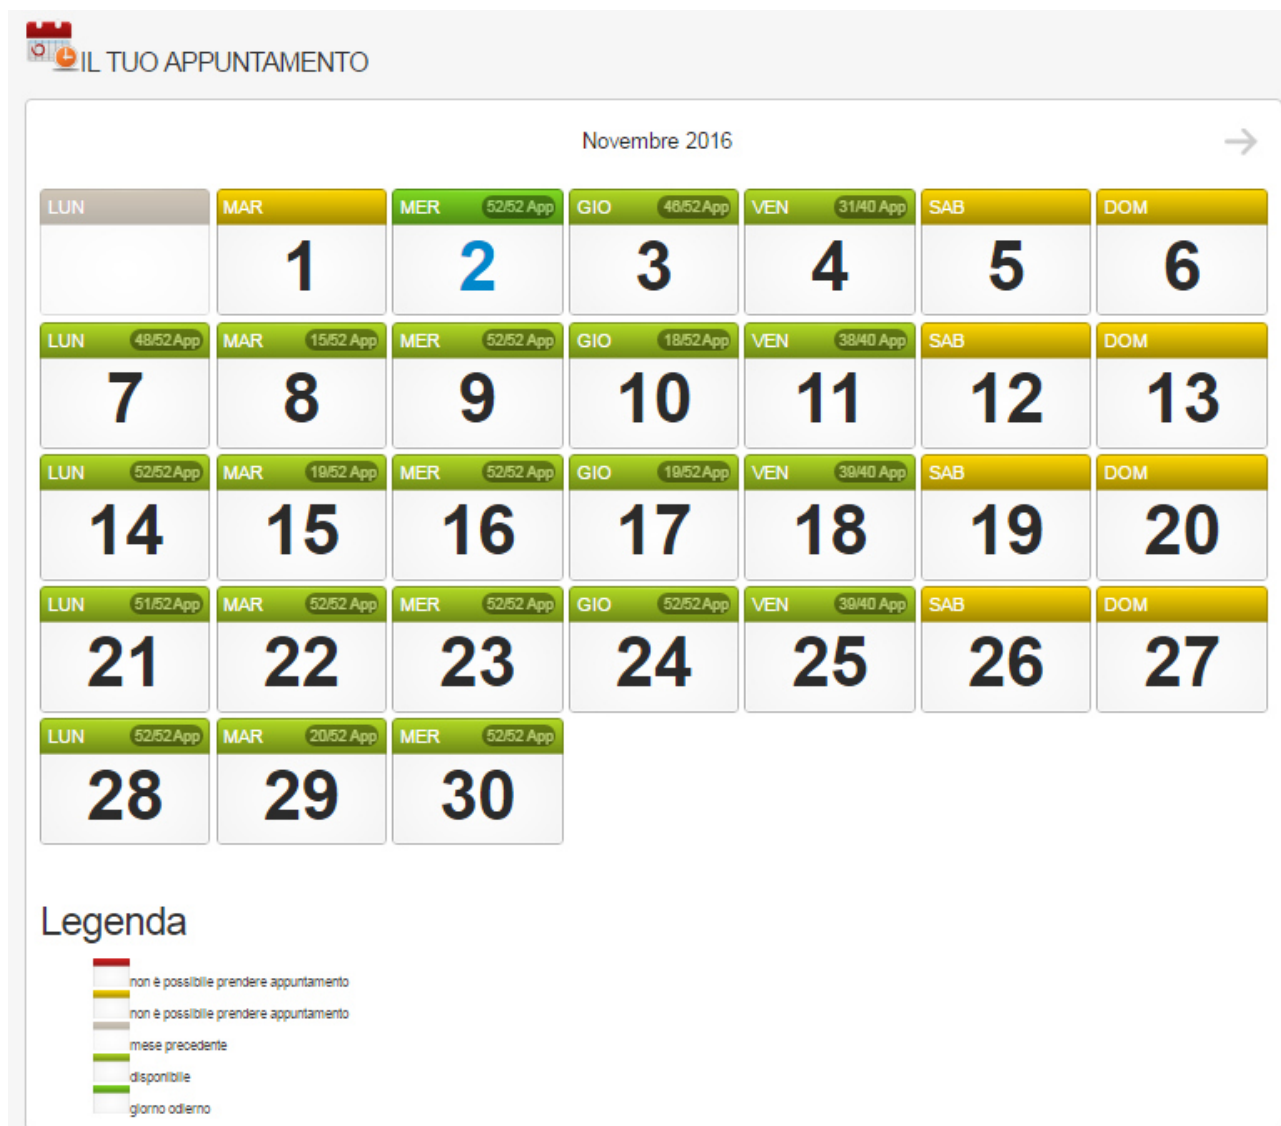 IL TUO APPUNTAMENTO
Novembre 2016
LUN MAR MER 52/52 App GIO 46/52 App VEN 31/40 App SAB DOM
1 2 3 4 5 6
LUN 48/52 App MAR 15/52 App MER 52/52 App GIO 18/52 App VEN 38/40 App SAB DOM
7 8 9 10 11 12 13
LUN 52/52 App MAR 19/52 App MER 52/52 App GIO 19/52 App VEN 39/40 App SAB DOM
14 15 16 17 18 19 20
LUN 51/52 App MAR 52/52 App MER 52/52 App GIO 52/52 App VEN 39/40 App SAB DOM
21 22 23 24 25 26 27
LUN 52/52 App MAR 20/52 App MER 52/52 App
28 29 30
Legenda
non è possibile prendere appuntamento
non è possibile prendere appuntamento
mese precedente
disponibile
giorno odierno